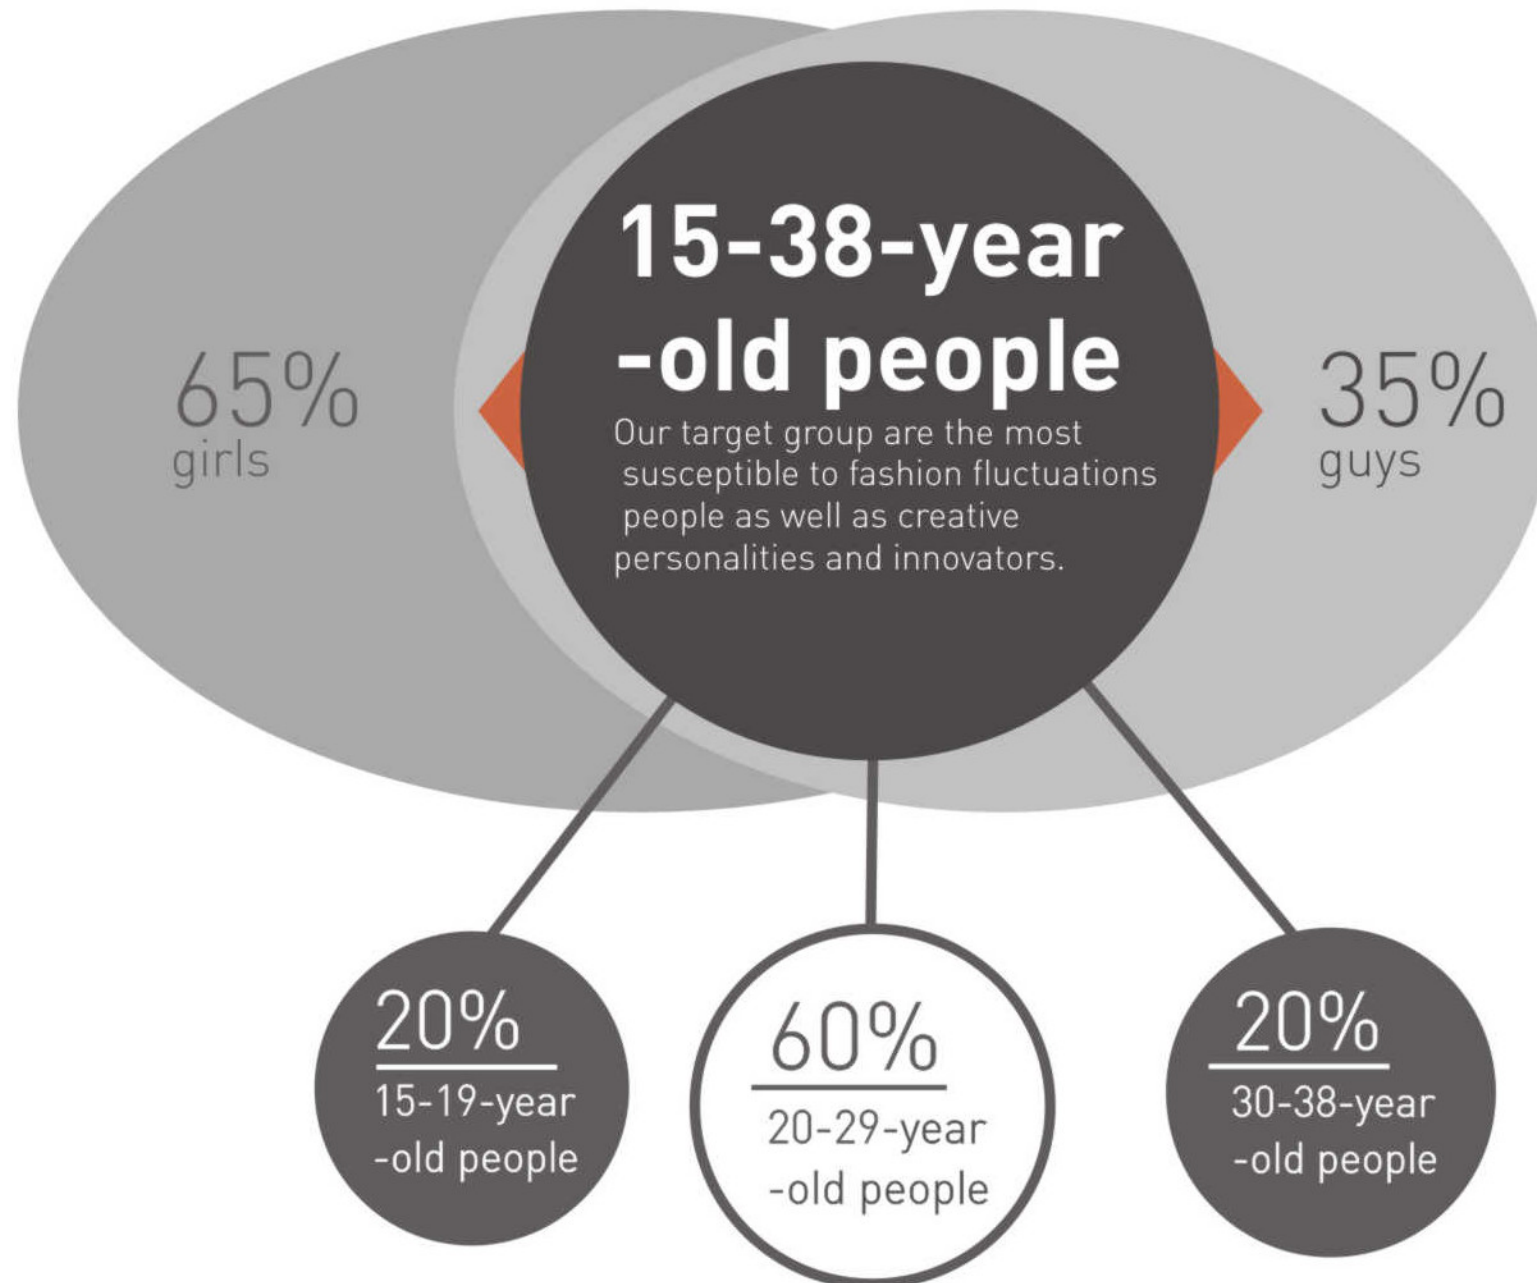 15-38-year
-old people
Our target group are the most
susceptible to fashion fluctuations
people as well as creative
personalities and innovators.
65%
girls
35%
guys
20%
15-19-year
-old people
60%
20-29-year
-old people
20%
30-38-year
-old people